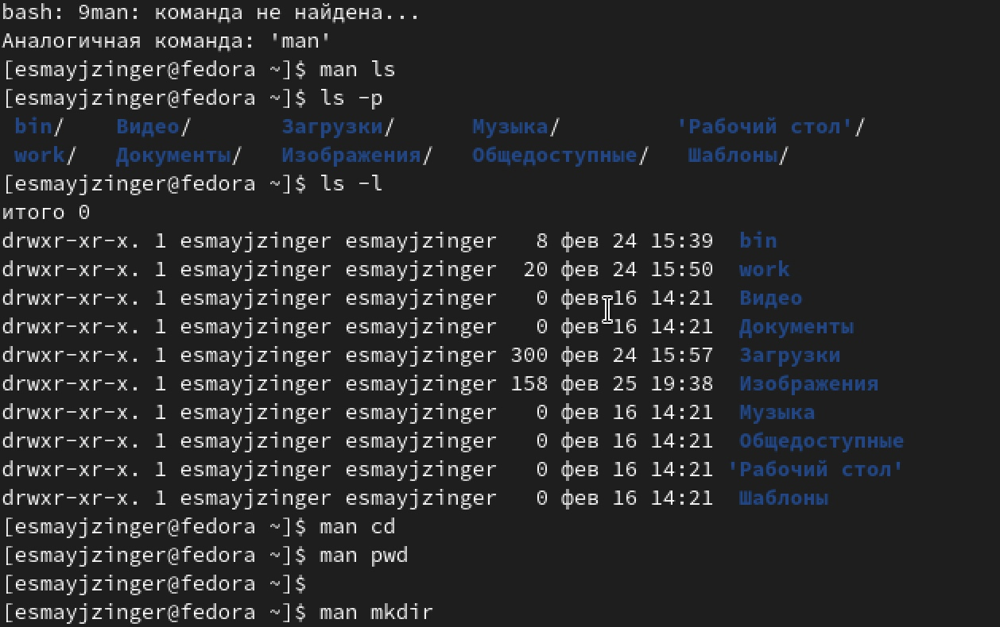 bash: 9man: команда не найдена...
Аналогичная команда: 'man'
[esmayjzinger@fedora ~]$ man ls
[esmayjzinger@fedora ~]$ ls -p
 bin/    Видео/       Загрузки/      Музыка/         'Рабочий стол'/
 work/   Документы/   Изображения/   Общедоступные/   Шаблоны/
[esmayjzinger@fedora ~]$ ls -l
итого 0
drwxr-xr-x. 1 esmayjzinger esmayjzinger   8 фев 24 15:39  bin
drwxr-xr-x. 1 esmayjzinger esmayjzinger  20 фев 24 15:50  work
drwxr-xr-x. 1 esmayjzinger esmayjzinger   0 фев 16 14:21  Видео
drwxr-xr-x. 1 esmayjzinger esmayjzinger   0 фев 16 14:21  Документы
drwxr-xr-x. 1 esmayjzinger esmayjzinger 300 фев 24 15:57  Загрузки
drwxr-xr-x. 1 esmayjzinger esmayjzinger 158 фев 25 19:38  Изображения
drwxr-xr-x. 1 esmayjzinger esmayjzinger   0 фев 16 14:21  Музыка
drwxr-xr-x. 1 esmayjzinger esmayjzinger   0 фев 16 14:21  Общедоступные
drwxr-xr-x. 1 esmayjzinger esmayjzinger   0 фев 16 14:21 'Рабочий стол'
drwxr-xr-x. 1 esmayjzinger esmayjzinger   0 фев 16 14:21  Шаблоны
[esmayjzinger@fedora ~]$ man cd
[esmayjzinger@fedora ~]$ man pwd
[esmayjzinger@fedora ~]$
[esmayjzinger@fedora ~]$ man mkdir